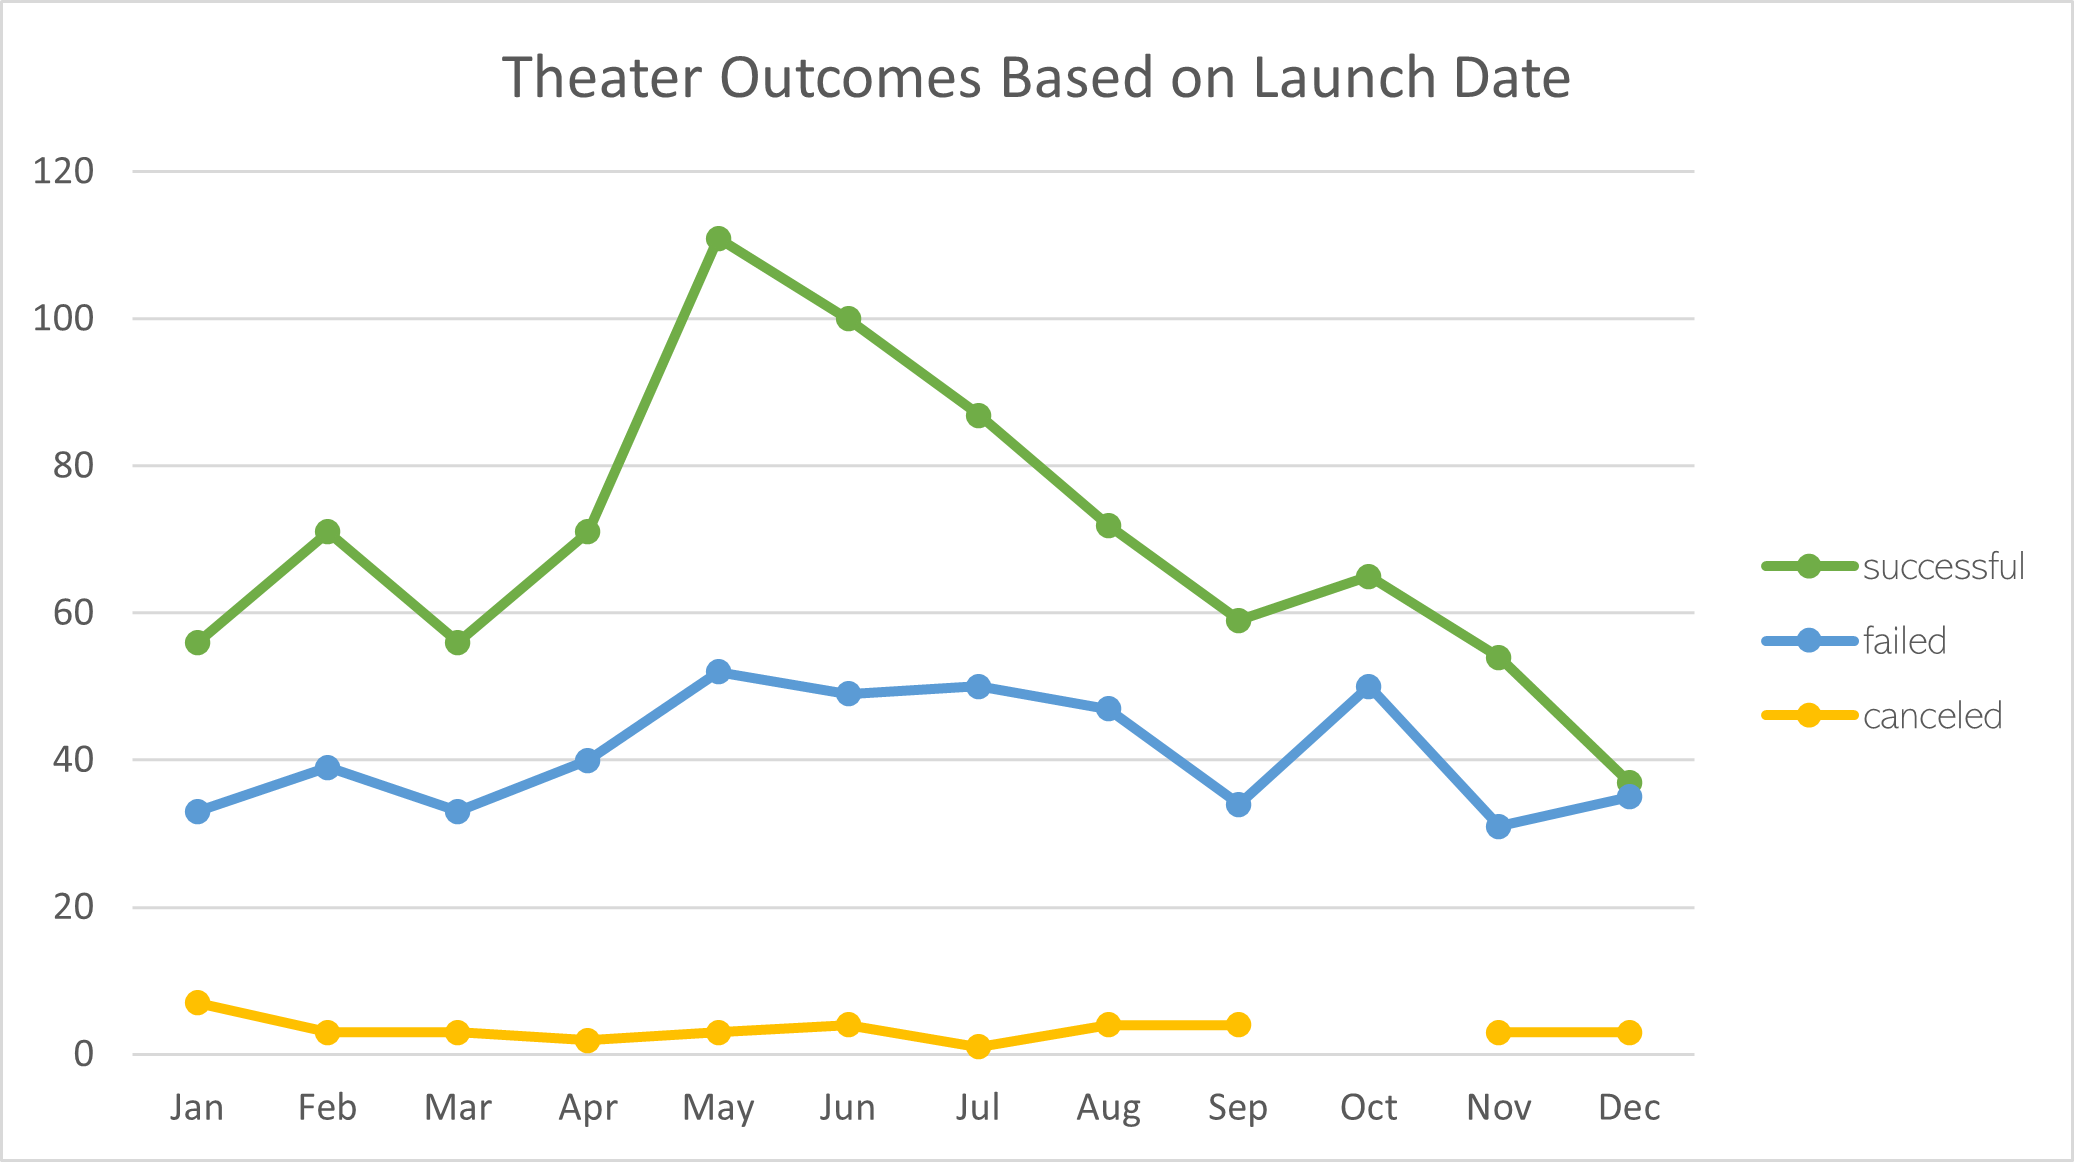 Theater Outcomes Based on Launch Date
120
100
80
60
40
20
0
Jan Feb Mar Apr May Jun Jul Aug Sep Oct Nov Dec
successful
failed
canceled